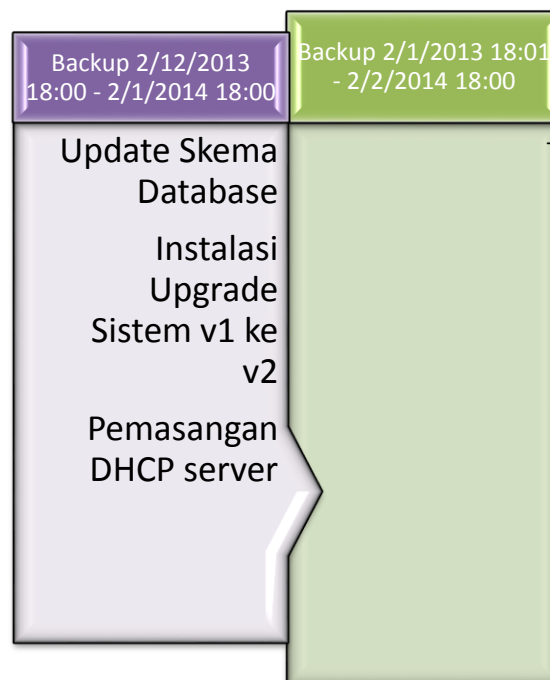 Backup 2/12/2013
18:00 - 2/1/2014 18:00
Backup 2/1/2013 18:01
- 2/2/2014 18:00
Update Skema
Database
Instalasi
Upgrade
Sistem v1 ke
v2
Pemasangan
DHCP server